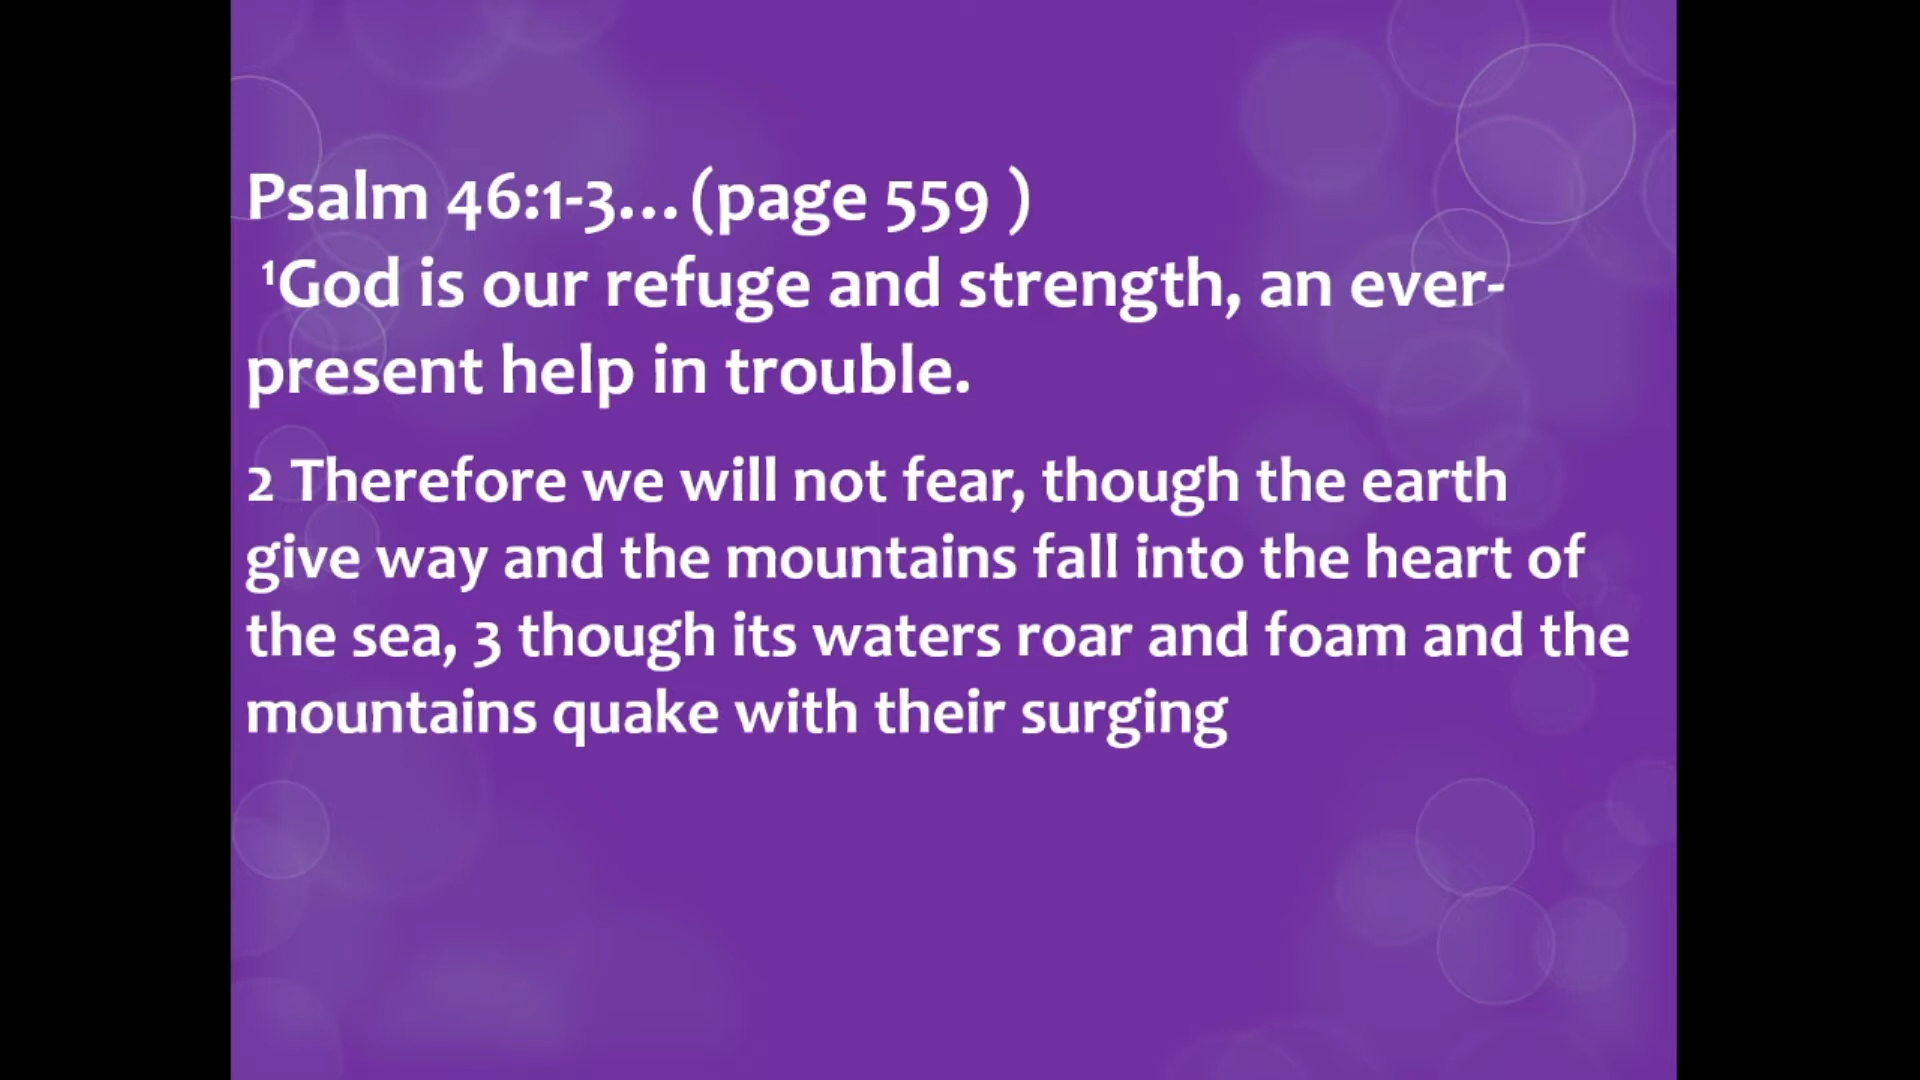 Psalm 46:1-3…(page 559 )
¹God is our refuge and strength, an ever-
present help in trouble.
2 Therefore we will not fear, though the earth
give way and the mountains fall into the heart of
the sea, 3 though its waters roar and foam and the
mountains quake with their surging